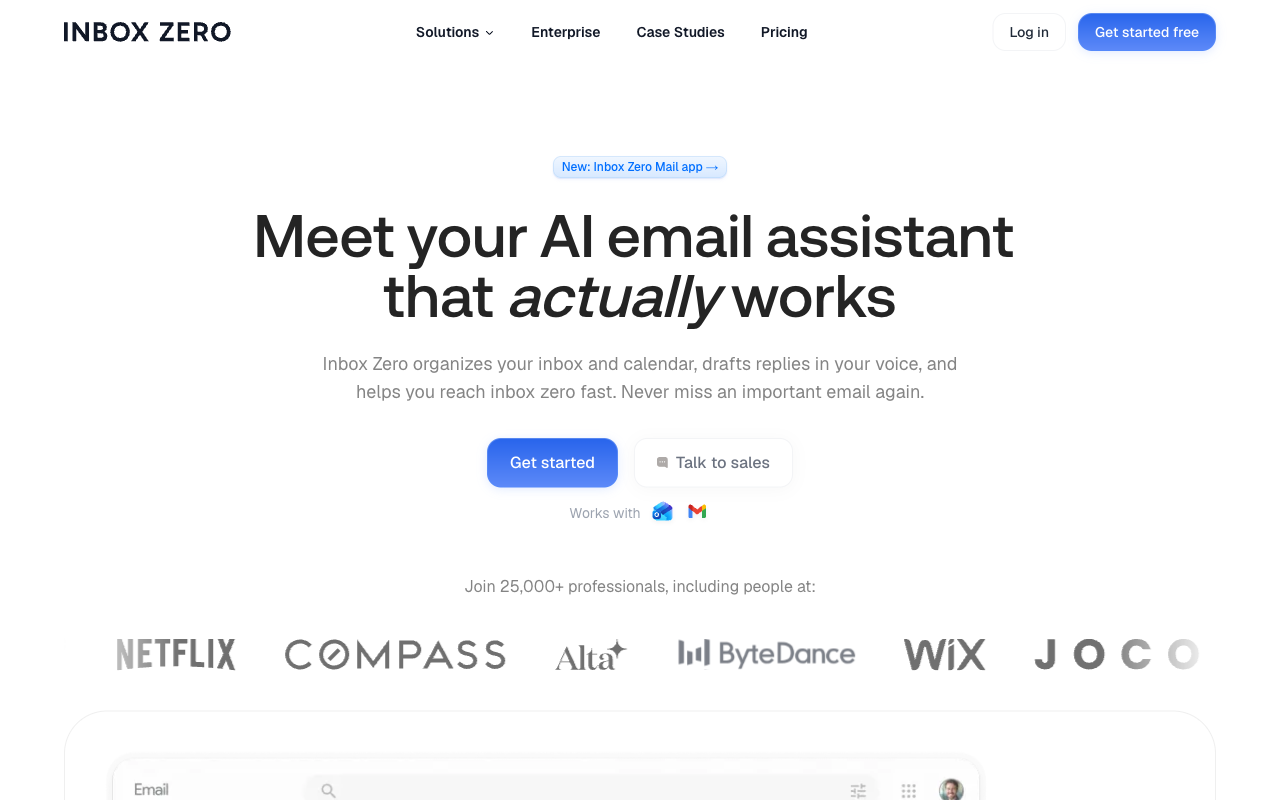 INBOX ZERO
Solutions
Enterprise
Case Studies
Pricing
Log in
Get started free
New: Inbox Zero Mail app →
Meet your AI email assistant
that actually works
Inbox Zero organizes your inbox and calendar, drafts replies in your voice, and
helps you reach inbox zero fast. Never miss an important email again.
Get started
Talk to sales
Works with
Join 25,000+ professionals, including people at:
NETFLIX
COMPASS
Alta
ByteDance
WiX
JOCO
Email